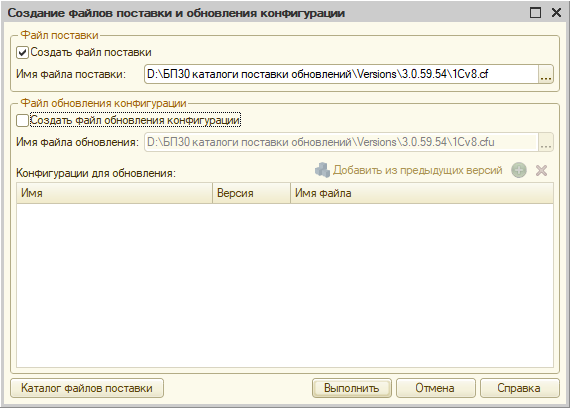 Создание файлов поставки и обновления конфигурации
Файл поставки
Создать файл поставки
Имя файла поставки: D:\БП30 каталоги поставки обновлений\Versions\3.0.59.54\1Cv8.cf ...
Файл обновления конфигурации
Создать файл обновления конфигурации
Имя файла обновления: D:\БП30 каталоги поставки обновлений\Versions\3.0.59.54\1Cv8.cfu ...
Конфигурации для обновления: Добавить из предыдущих версий
Имя Версия Имя файла
Каталог файлов поставки Выполнить Отмена Справка